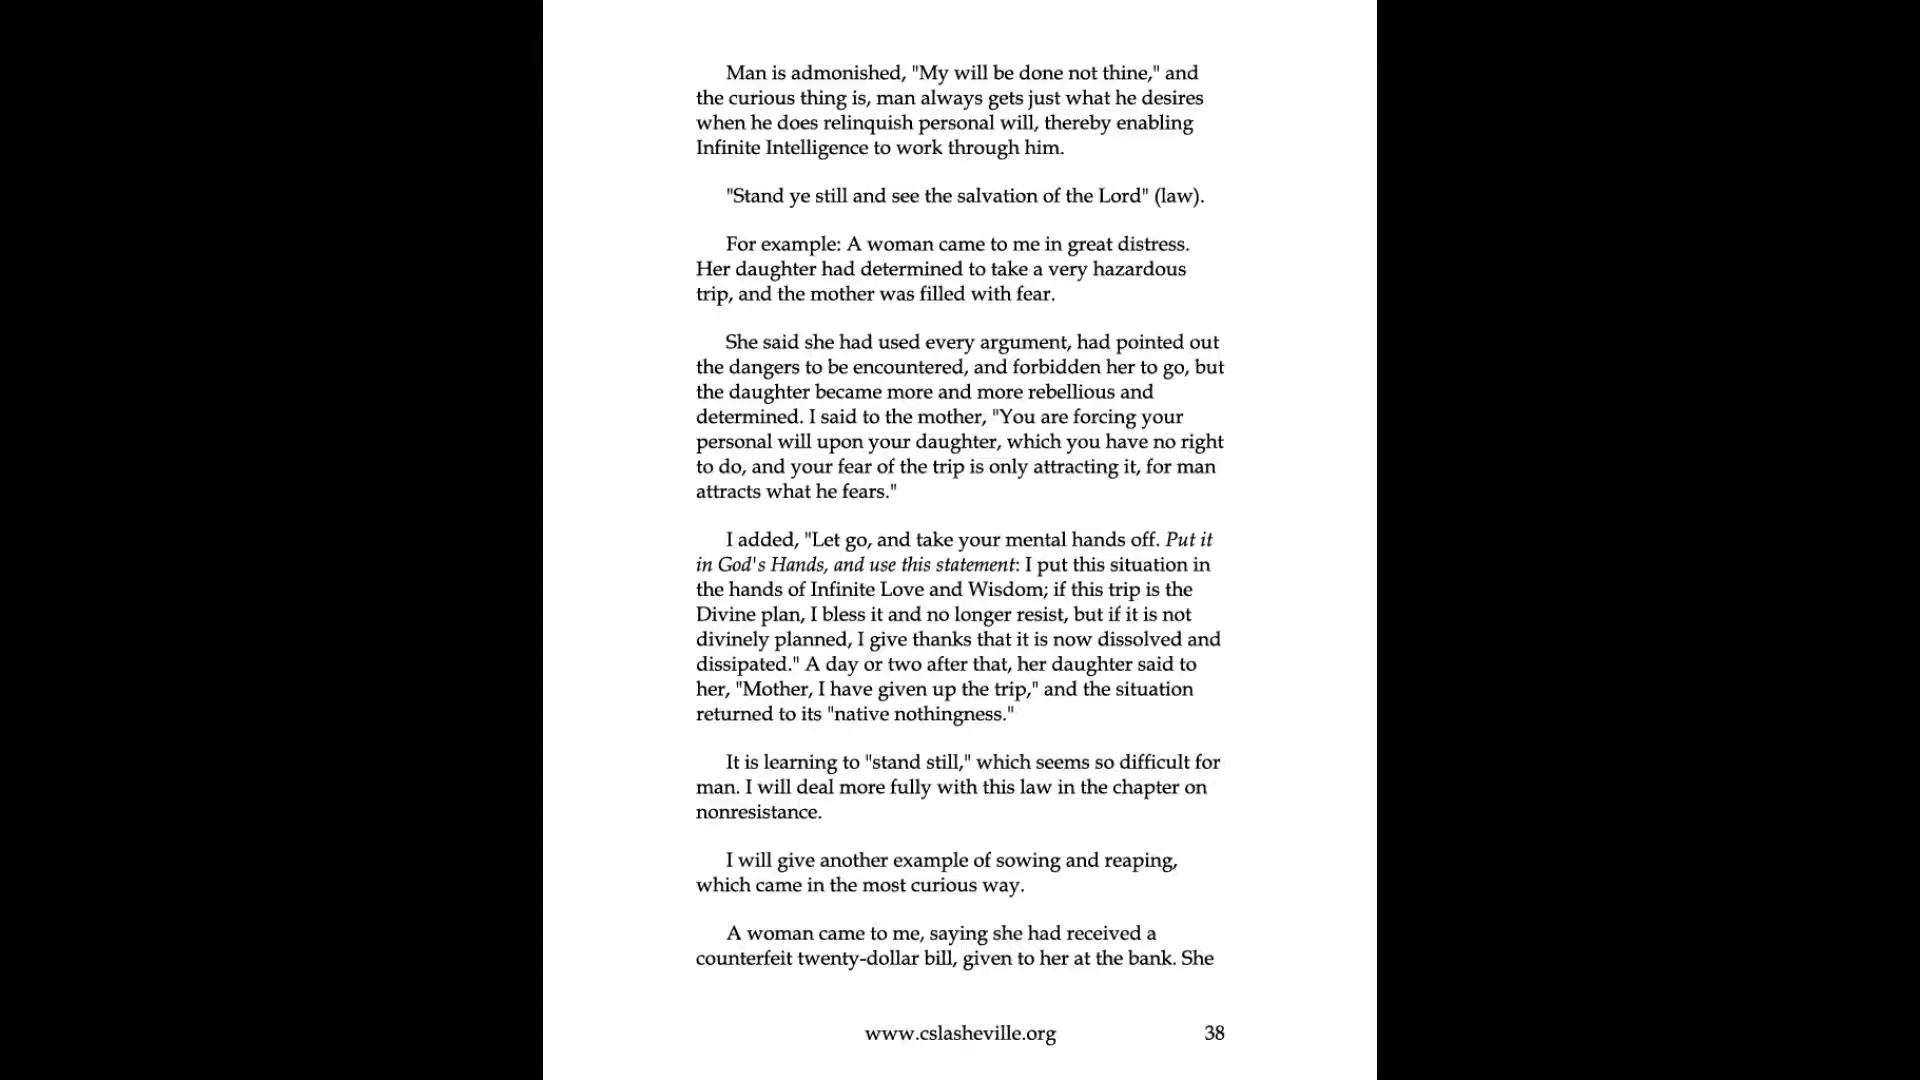 Man is admonished, "My will be done not thine," and
the curious thing is, man always gets just what he desires
when he does relinquish personal will, thereby enabling
Infinite Intelligence to work through him.
"Stand ye still and see the salvation of the Lord" (law).
For example: A woman came to me in great distress.
Her daughter had determined to take a very hazardous
trip, and the mother was filled with fear.
She said she had used every argument, had pointed out
the dangers to be encountered, and forbidden her to go, but
the daughter became more and more rebellious and
determined. I said to the mother, "You are forcing your
personal will upon your daughter, which you have no right
to do, and your fear of the trip is only attracting it, for man
attracts what he fears."
I added, "Let go, and take your mental hands off. Put it
in God's Hands, and use this statement: I put this situation in
the hands of Infinite Love and Wisdom; if this trip is the
Divine plan, I bless it and no longer resist, but if it is not
divinely planned, I give thanks that it is now dissolved and
dissipated." A day or two after that, her daughter said to
her, "Mother, I have given up the trip," and the situation
returned to its "native nothingness."
It is learning to "stand still," which seems so difficult for
man. I will deal more fully with this law in the chapter on
nonresistance.
I will give another example of sowing and reaping,
which came in the most curious way.
A woman came to me, saying she had received a
counterfeit twenty-dollar bill, given to her at the bank. She
www.cslasheville.org 38